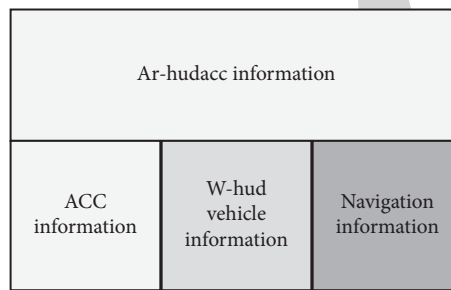 Ar-hudacc information
ACC
information
W-hud
vehicle
information
Navigation
information